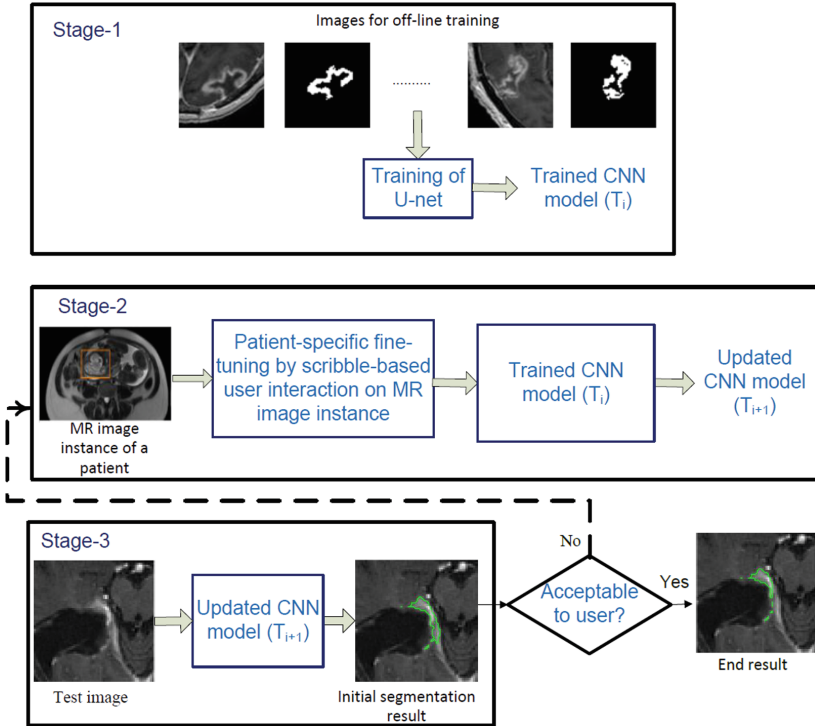 Stage-1
Images for off-line training
..........
Training of
U-net
Trained CNN
model (Ti)
Stage-2
MR image
instance of a
patient
Patient-specific fine-
tuning by scribble-based
user interaction on MR
image instance
Trained CNN
model (Ti)
Updated
CNN model
(Ti+1)
Stage-3
Test image
Updated CNN
model (Ti+1)
Initial segmentation
result
No
Acceptable
to user?
Yes
End result